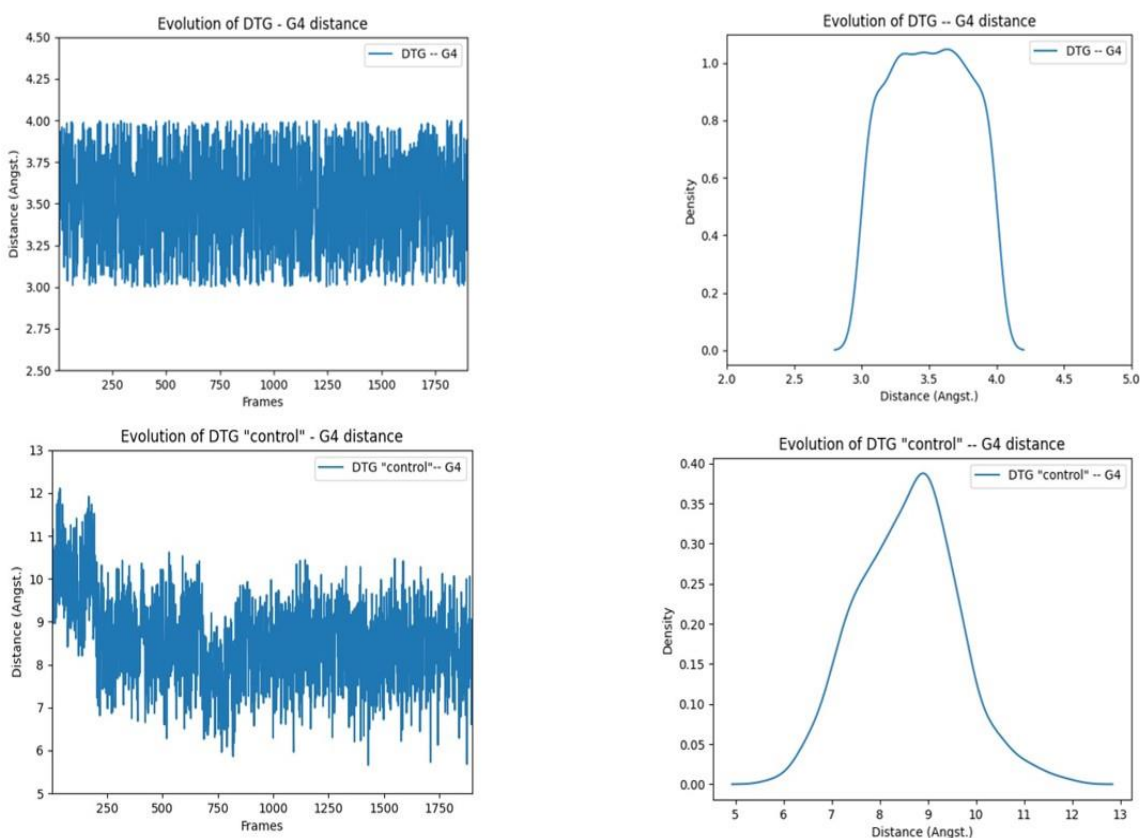 Evolution of DTG - G4 distance
DTG -- G4
4.50
4.25
4.00
3.75
3.50
3.25
3.00
2.75
2.50
Distance (Angst.)
250 500 750 1000 1250 1500 1750
Frames
Evolution of DTG -- G4 distance
DTG -- G4
1.0
0.8
0.6
0.4
0.2
0.0
Density
2.0 2.5 3.0 3.5 4.0 4.5 5.0
Distance (Angst.)
Evolution of DTG "control" - G4 distance
DTG "control"-- G4
13
12
11
10
9
8
7
6
5
Distance (Angst.)
250 500 750 1000 1250 1500 1750
Frames
Evolution of DTG "control" -- G4 distance
DTG "control" -- G4
0.40
0.35
0.30
0.25
0.20
0.15
0.10
0.05
0.00
Density
5 6 7 8 9 10 11 12 13
Distance (Angst.)